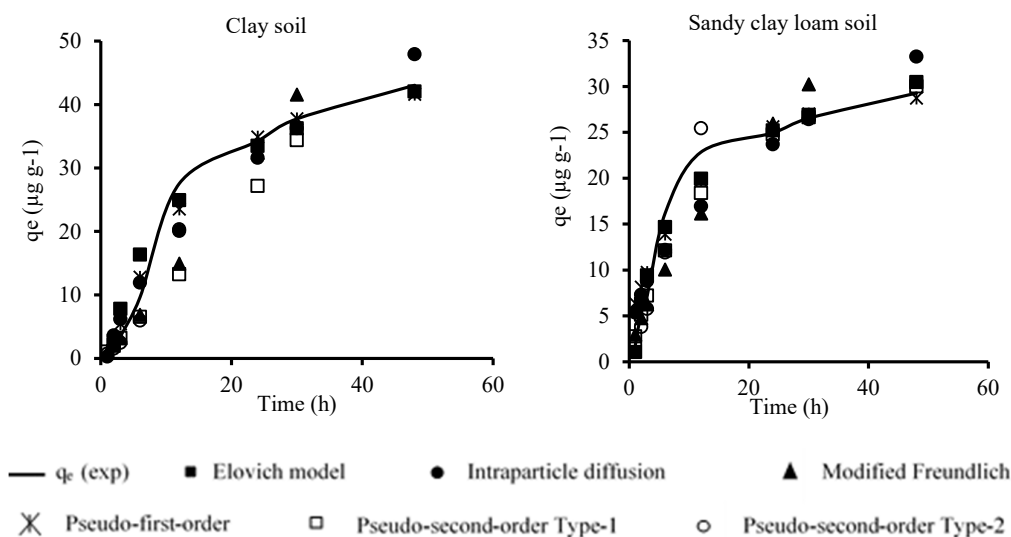 Clay soil
50
40
30
20
10
0
qe (µg g-1)
0 20 40 60
Time (h)
Sandy clay loam soil
35
30
25
20
15
10
5
0
qe (µg g-1)
0 20 40 60
Time (h)
qe (exp) Elovich model Intraparticle diffusion Modified Freundlich
Pseudo-first-order Pseudo-second-order Type-1 Pseudo-second-order Type-2